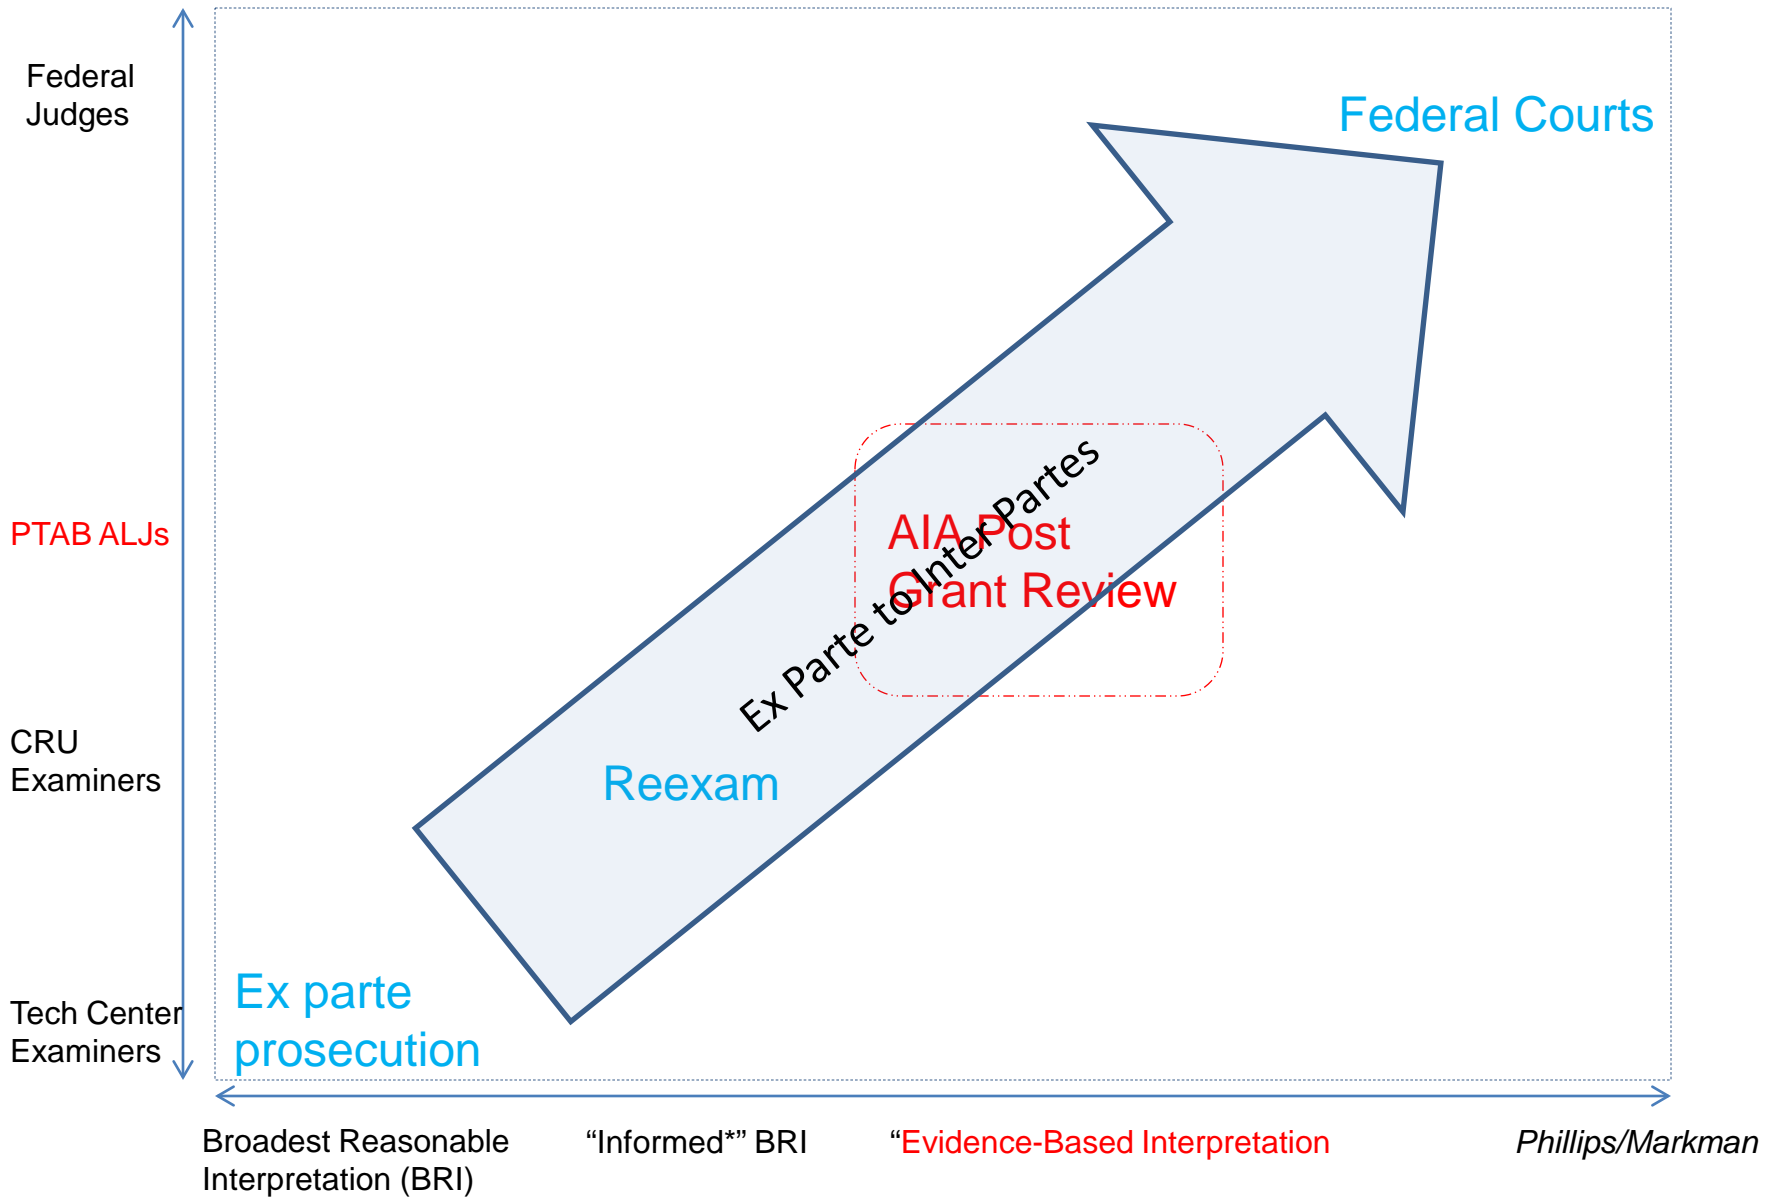 Federal
Judges
Federal Courts
PTAB ALJs
AIA Post
Grant Review
Ex Parte to Inter Partes
CRU
Examiners
Reexam
Tech Center
Examiners
Ex parte
prosecution
Broadest Reasonable
Interpretation (BRI)
“Informed*” BRI
“Evidence-Based Interpretation
Phillips/Markman